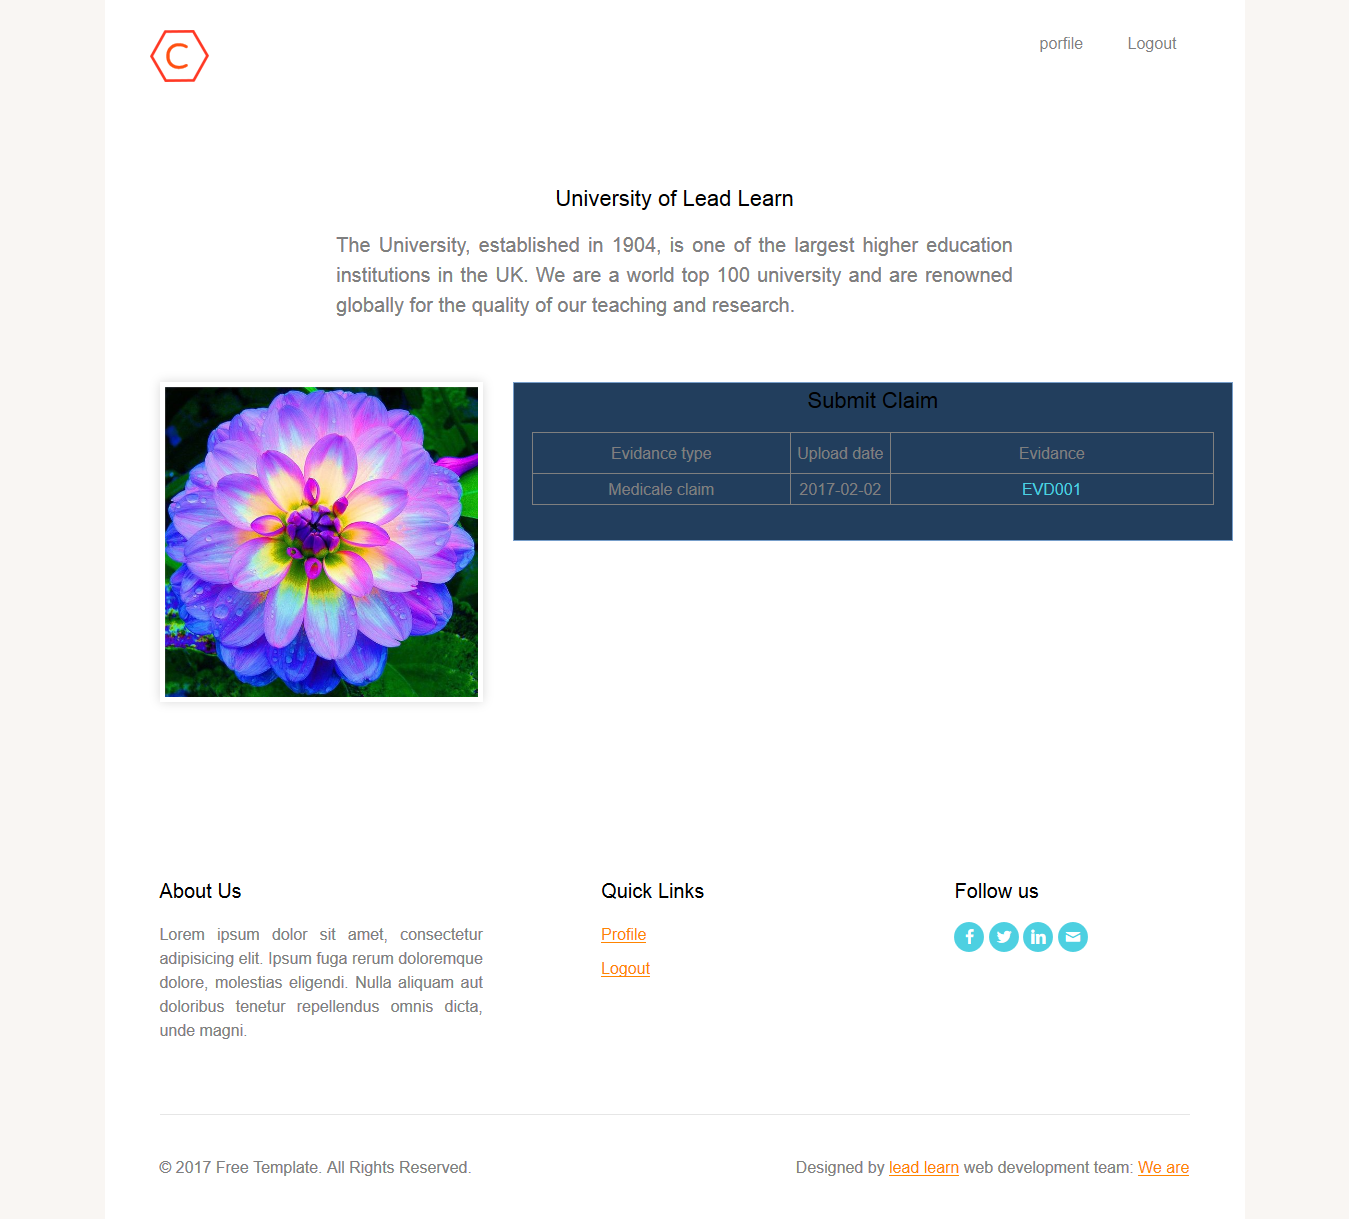 C
porfile Logout
University of Lead Learn
The University, established in 1904, is one of the largest higher education
institutions in the UK. We are a world top 100 university and are renowned
globally for the quality of our teaching and research.
Submit Claim
Evidance type Upload date Evidance
Medicale claim 2017-02-02 EVD001
About Us
Lorem ipsum dolor sit amet, consectetur
adipisicing elit. Ipsum fuga rerum doloremque
dolore, molestias eligendi. Nulla aliquam aut
doloribus tenetur repellendus omnis dicta,
unde magni.
Quick Links
Profile
Logout
Follow us
© 2017 Free Template. All Rights Reserved.
Designed by lead learn web development team: We are